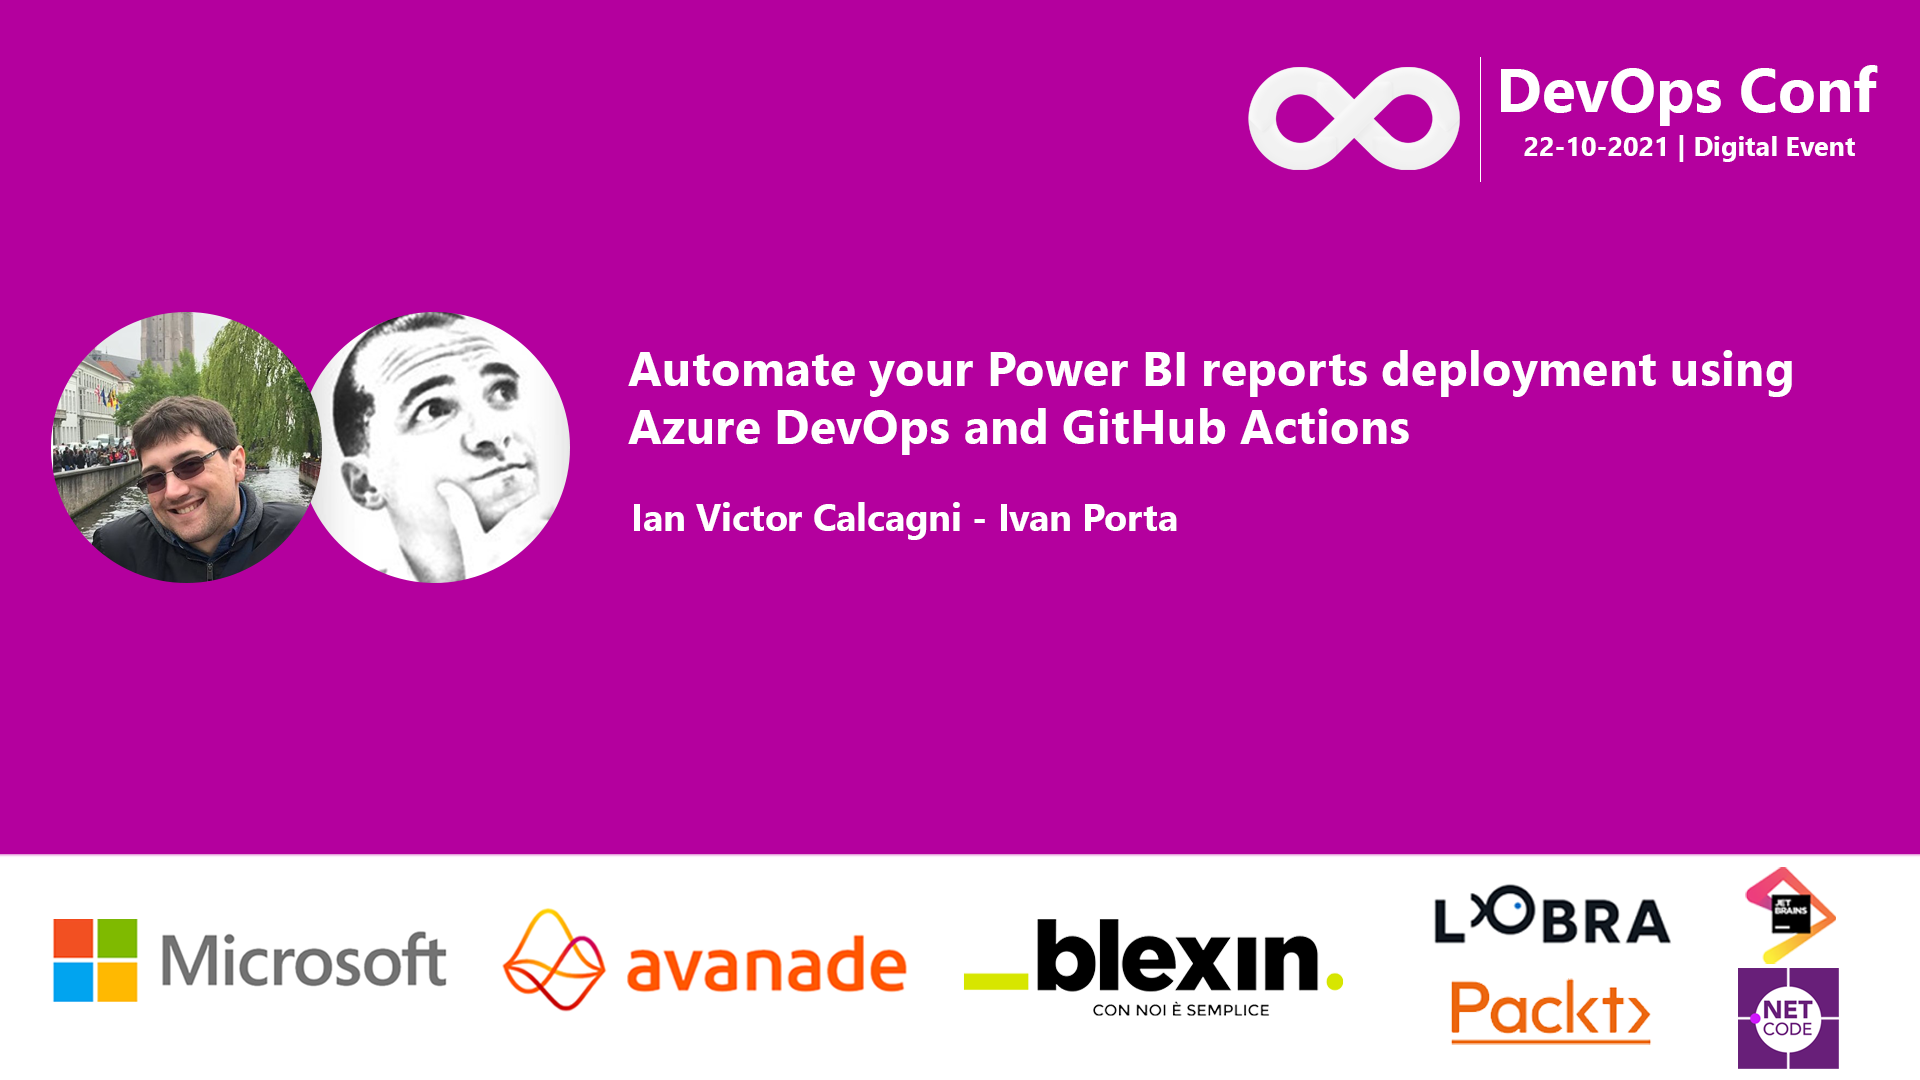 DevOps Conf
22-10-2021 | Digital Event
Automate your Power BI reports deployment using
Azure DevOps and GitHub Actions
Ian Victor Calcagni - Ivan Porta
Microsoft
avanade
blexin.
CON NOI È SEMPLICE
LOBRA
Packt>
JET
BRAINS
NET
CODE